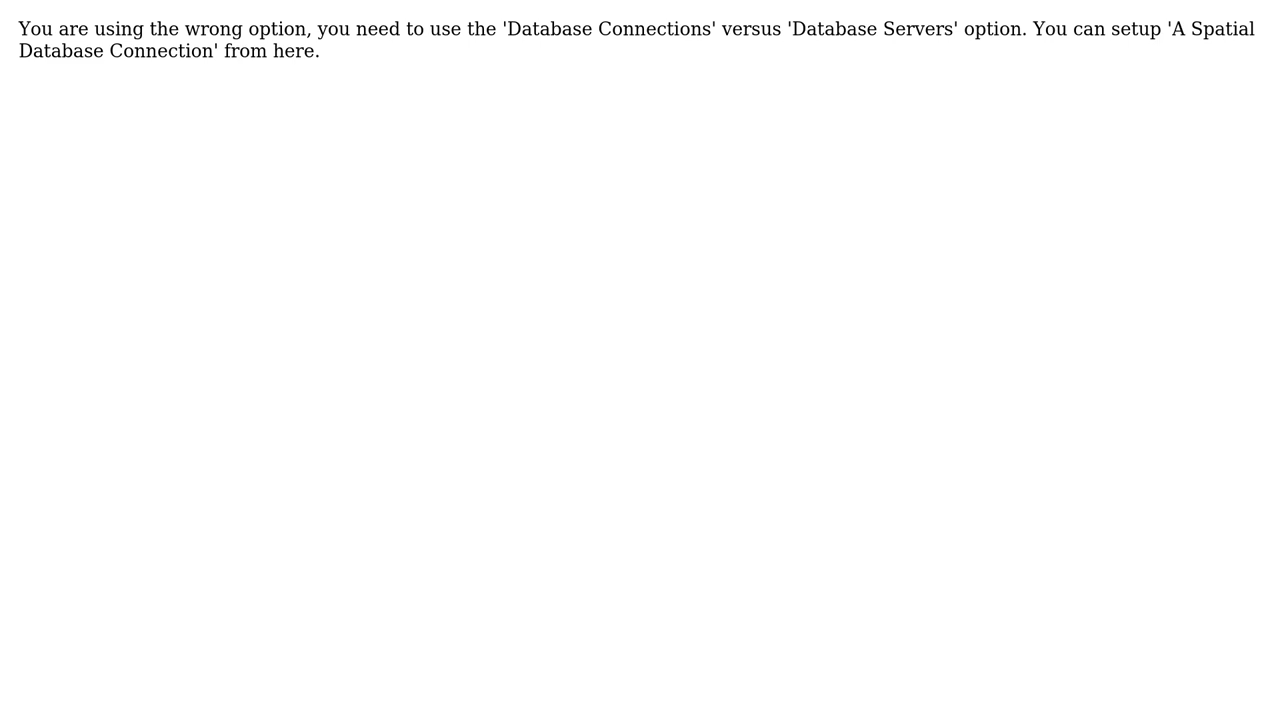 You are using the wrong option, you need to use the 'Database Connections' versus 'Database Servers' option. You can setup 'A Spatial
Database Connection' from here.